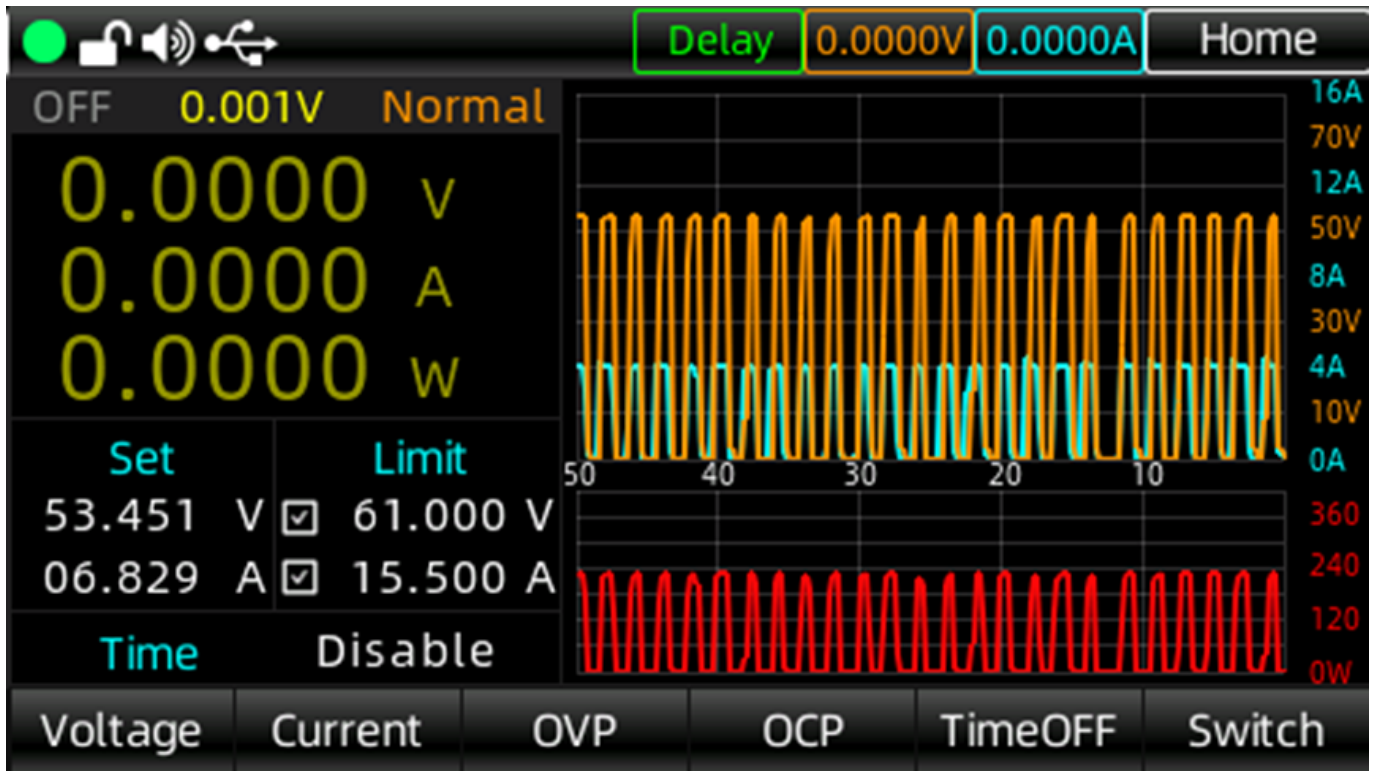 Delay 0.0000V 0.0000A Home
OFF 0.001V Normal
0.0000 V
0.0000 A
0.0000 W
Set Limit
53.451 V 61.000 V
06.829 A 15.500 A
Time Disable
16A
70V
12A
50V
8A
30V
4A
10V
0A
50 40 30 20 10
360
240
120
0W
Voltage Current OVP OCP TimeOFF Switch